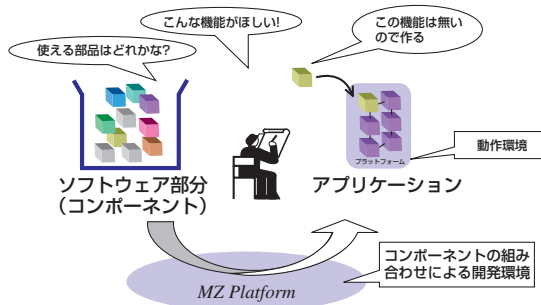 こんな機能がほしい!
この機能は無い
ので作る
使える部品はどれかな?
プラットフォーム
動作環境
ソフトウェア部分
(コンポーネント)
アプリケーション
コンポーネントの組み
合わせによる開発環境
MZ Platform